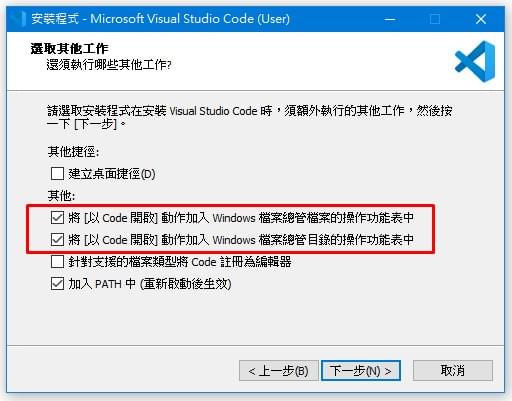 安裝程式 - Microsoft Visual Studio Code (User)
選取其他工作
還須執行哪些其他工作?
請選取安裝程式在安裝 Visual Studio Code 時，須額外執行的其他工作，然後按
一下 [下一步]。
其他捷徑:
建立桌面捷徑(D)
其他:
將 [以 Code 開啟] 動作加入 Windows 檔案總管檔案的操作功能表中
將 [以 Code 開啟] 動作加入 Windows 檔案總管目錄的操作功能表中
針對支援的檔案類型將 Code 註冊為編輯器
加入 PATH 中 (重新啟動後生效)
< 上一步(B) 下一步(N) > 取消